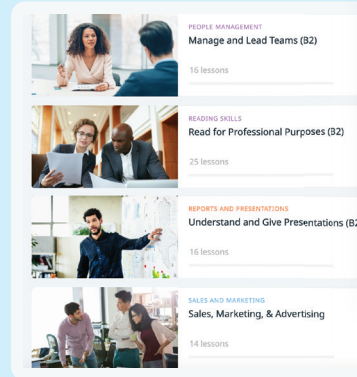 PEOPLE MANAGEMENT
Manage and Lead Teams (B2)
16 lessons
READING SKILLS
Read for Professional Purposes (B2)
25 lessons
REPORTS AND PRESENTATIONS
Understand and Give Presentations (B2
16 lessons
SALES AND MARKETING
Sales, Marketing, & Advertising
14 lessons